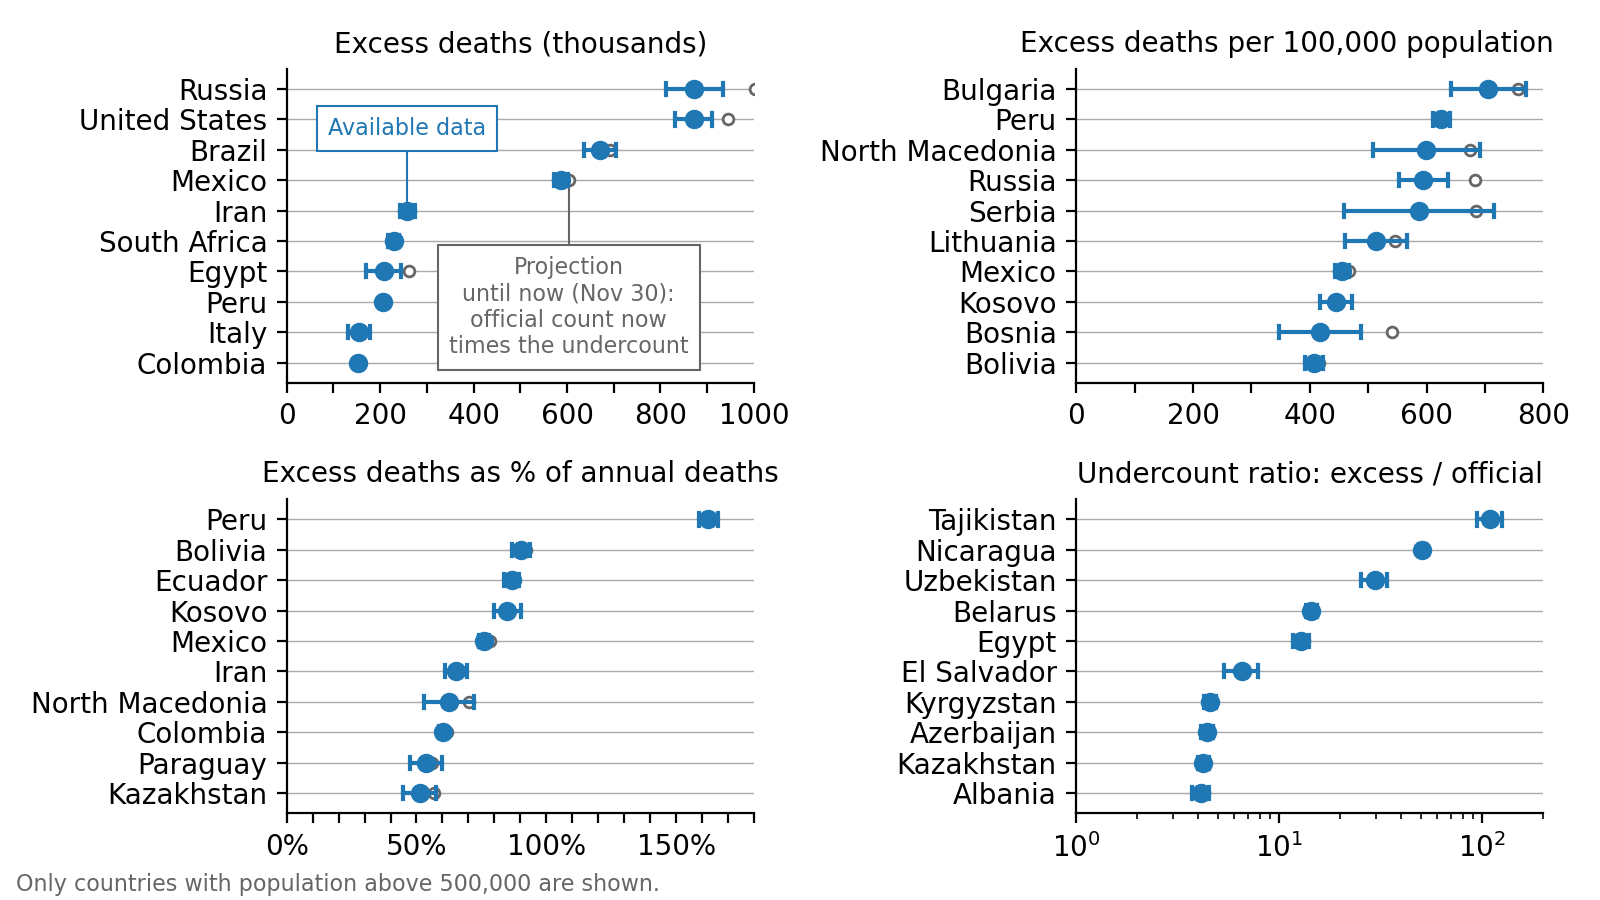 Excess deaths (thousands)
Russia
United States
Brazil
Mexico
Iran
South Africa
Egypt
Peru
Italy
Colombia
Available data
Projection
until now (Nov 30):
official count now
times the undercount
0 200 400 600 800 1000
Excess deaths per 100,000 population
Bulgaria
Peru
North Macedonia
Russia
Serbia
Lithuania
Mexico
Kosovo
Bosnia
Bolivia
0 200 400 600 800
Excess deaths as % of annual deaths
Peru
Bolivia
Ecuador
Kosovo
Mexico
Iran
North Macedonia
Colombia
Paraguay
Kazakhstan
0% 50% 100% 150%
Undercount ratio: excess / official
Tajikistan
Nicaragua
Uzbekistan
Belarus
Egypt
El Salvador
Kyrgyzstan
Azerbaijan
Kazakhstan
Albania
10⁰ 10¹ 10²
Only countries with population above 500,000 are shown.